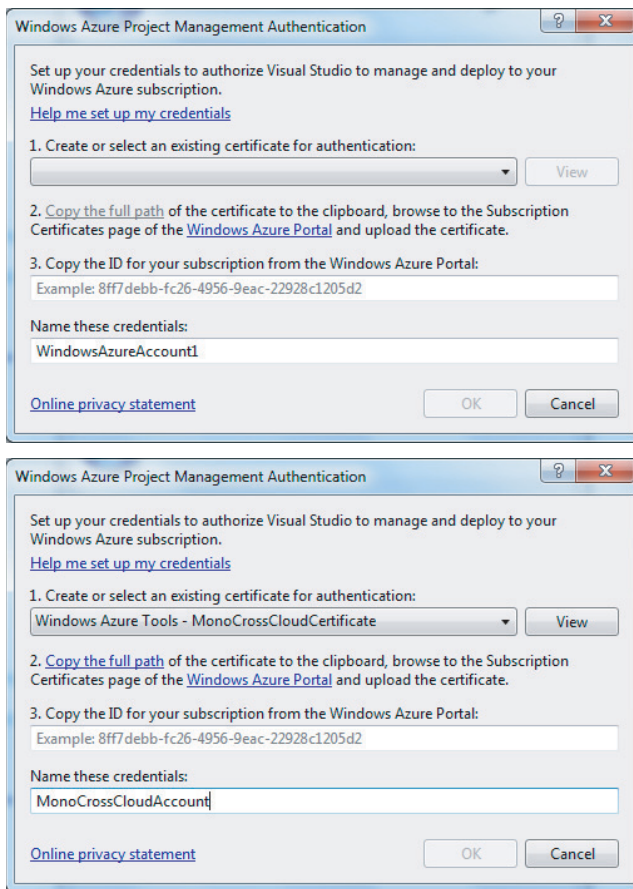 Windows Azure Project Management Authentication
Set up your credentials to authorize Visual Studio to manage and deploy to your
Windows Azure subscription.
Help me set up my credentials
1. Create or select an existing certificate for authentication:
View
2. Copy the full path of the certificate to the clipboard, browse to the Subscription
Certificates page of the Windows Azure Portal and upload the certificate.
3. Copy the ID for your subscription from the Windows Azure Portal:
Example: 8ff7debb-fc26-4956-9eac-22928c1205d2
Name these credentials:
WindowsAzureAccount1
Online privacy statement
OK
Cancel
Windows Azure Project Management Authentication
Set up your credentials to authorize Visual Studio to manage and deploy to your
Windows Azure subscription.
Help me set up my credentials
1. Create or select an existing certificate for authentication:
Windows Azure Tools - MonoCrossCloudCertificate
View
2. Copy the full path of the certificate to the clipboard, browse to the Subscription
Certificates page of the Windows Azure Portal and upload the certificate.
3. Copy the ID for your subscription from the Windows Azure Portal:
Example: 8ff7debb-fc26-4956-9eac-22928c1205d2
Name these credentials:
MonoCrossCloudAccount
Online privacy statement
OK
Cancel